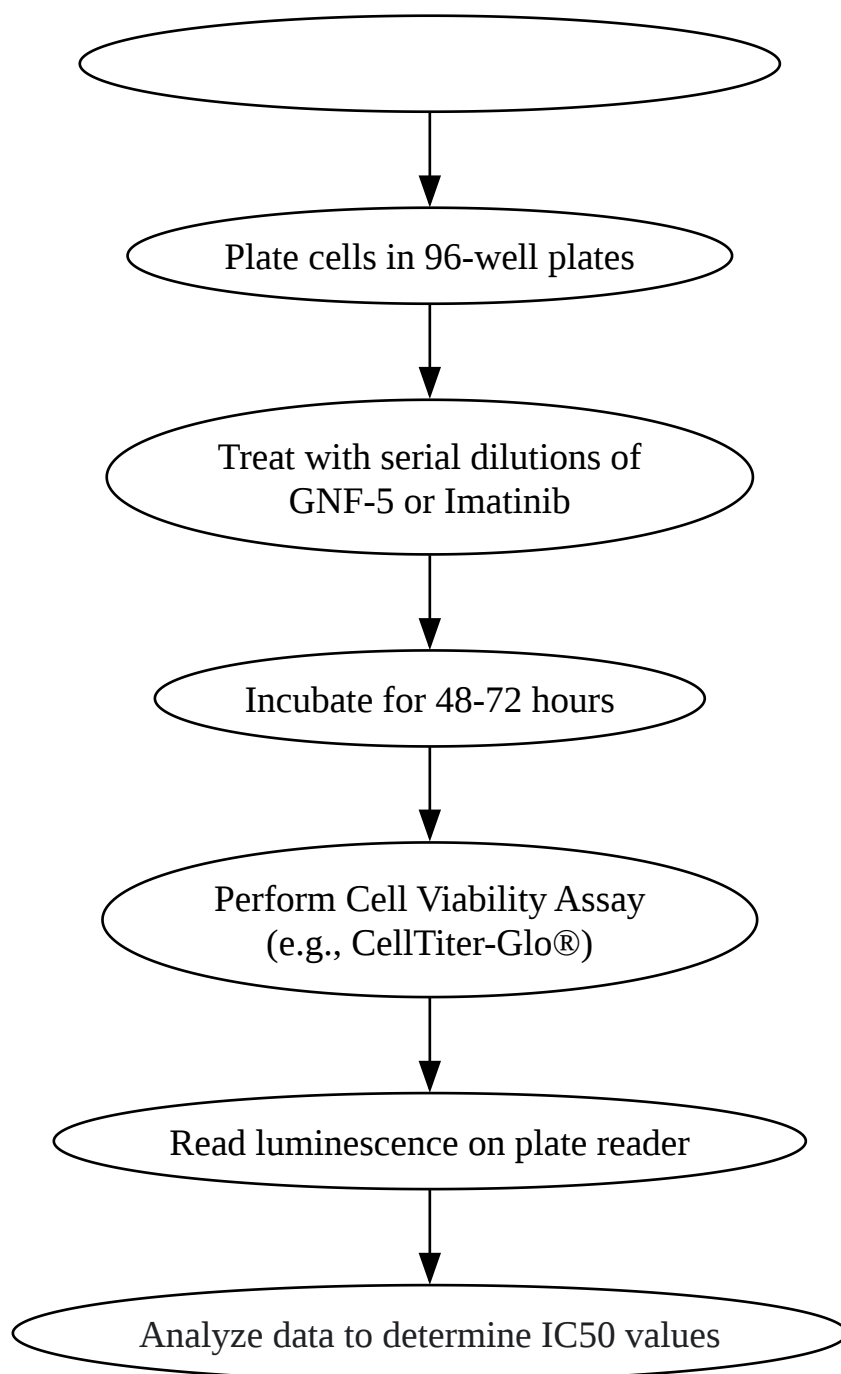 Plate cells in 96-well plates
Treat with serial dilutions of
GNF-5 or Imatinib
Incubate for 48-72 hours
Perform Cell Viability Assay
(e.g., CellTiter-Glo®)
Read luminescence on plate reader
Analyze data to determine IC50 values